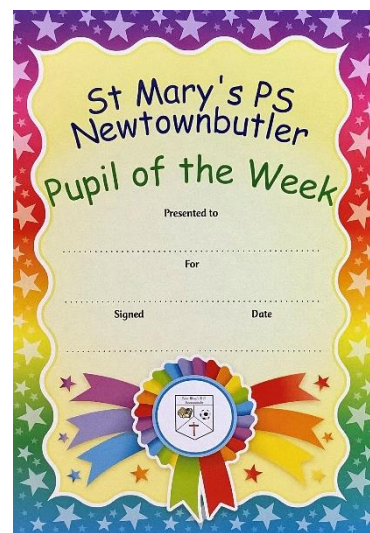 St Mary's PS
Newtownbutler
Pupil of the Week
Presented to
For
Signed Date